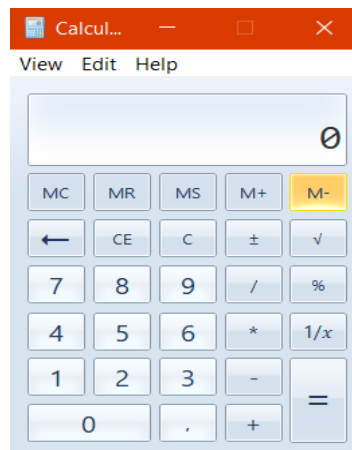 Calcul...
View Edit Help
0
MC MR MS M+ M-
← CE C ± √
7 8 9 / %
4 5 6 * 1/x
1 2 3 - =
0 , +